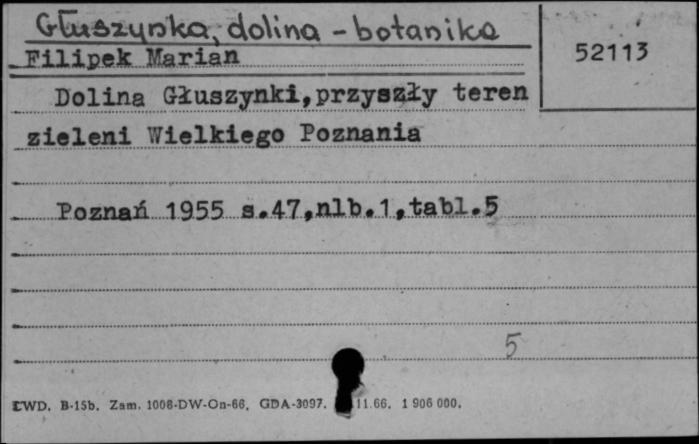 Głuszynka, dolina - botanika
Filipek Marian
52113
Dolina Głuszynki,przyszły teren
zieleni Wielkiego Poznania
Poznań 1955 s.47,nlb.1,tabl.5
5
LWD. B-15b. Zam. 1008-DW-On-66. GDA-3097. 11.66. 1 906 000.